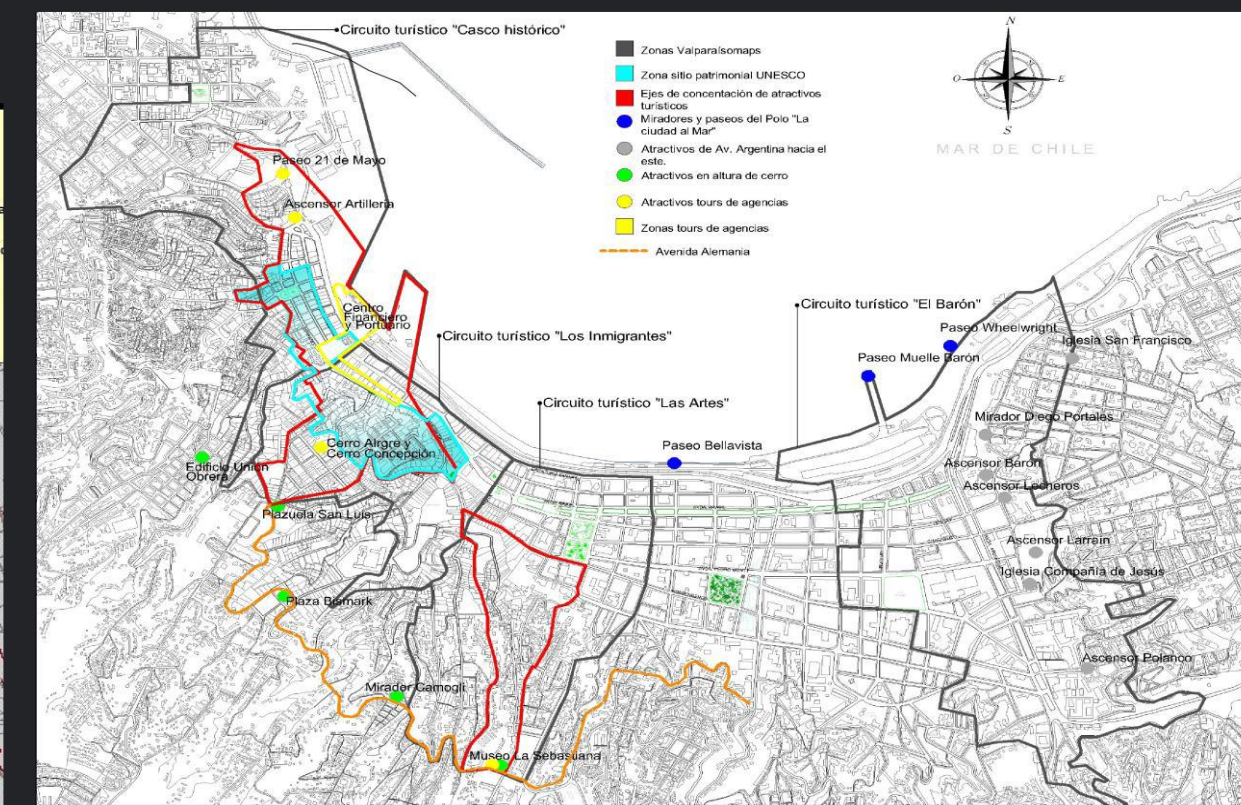 Circuito turístico "Casco histórico"
Zonas Valparaísomaps
Zona sitio patrimonial UNESCO
Ejes de concentación de atractivos
turísticos
Miradores y paseos del Polo "La
ciudad al Mar"
Atractivos de Av. Argentina hacia el
este.
Atractivos en altura de cerro
Atractivos tours de agencias
Zonas tours de agencias
Avenida Alemania
N
O
E
S
MAR DE CHILE
Paseo 21 de Mayo
Ascensor Artillería
Centro
Financiero
y Portuario
Circuito turístico "Los Inmigrantes"
Circuito turístico "El Barón"
Paseo Wheelwright
Iglesia San Francisco
Paseo Muelle Barón
Circuito turístico "Las Artes"
Mirador Diego Portales
Cerro Alrgre y
Cerro Concepción
Paseo Bellavista
Edificio Unión
Obrera
Ascensor Barón
Ascensor Lecheros
Plazuela San Luis
Ascensor Larraín
Iglesia Compañía de Jesús
Plaza Bismark
Ascensor Polanco
Mirador Camogli
Museo La Sebastiana